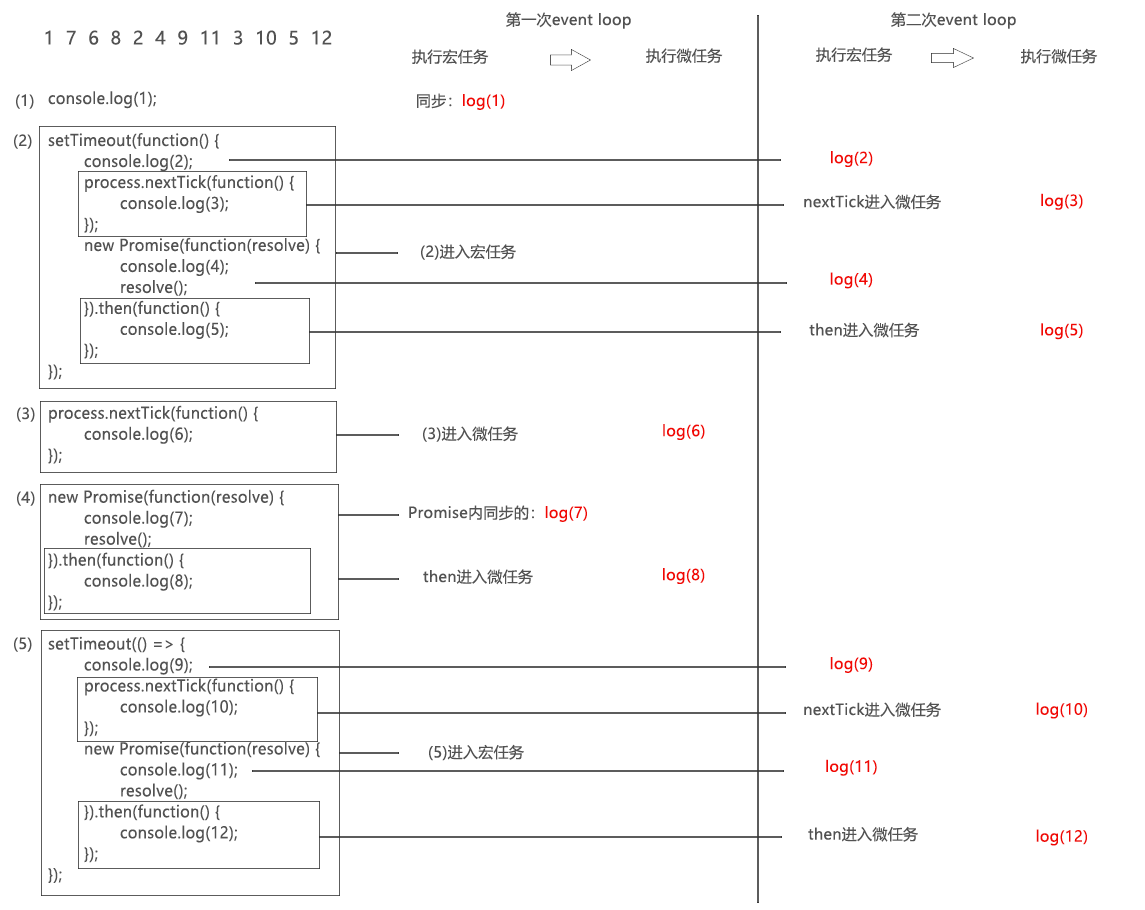 第一次event loop
第二次event loop
1 7 6 8 2 4 9 11 3 10 5 12
执行宏任务
执行微任务
执行宏任务
执行微任务
(1) console.log(1);
同步：log(1)
(2) setTimeout(function() {
console.log(2);
log(2)
process.nextTick(function() {
console.log(3);
nextTick进入微任务
log(3)
});
new Promise(function(resolve) {
(2)进入宏任务
console.log(4);
log(4)
resolve();
}).then(function() {
console.log(5);
then进入微任务
log(5)
});
});
(3) process.nextTick(function() {
console.log(6);
(3)进入微任务
log(6)
});
(4) new Promise(function(resolve) {
console.log(7);
Promise内同步的：log(7)
resolve();
}).then(function() {
console.log(8);
then进入微任务
log(8)
});
(5) setTimeout(() => {
console.log(9);
log(9)
process.nextTick(function() {
console.log(10);
nextTick进入微任务
log(10)
});
new Promise(function(resolve) {
(5)进入宏任务
console.log(11);
log(11)
resolve();
}).then(function() {
console.log(12);
then进入微任务
log(12)
});
});